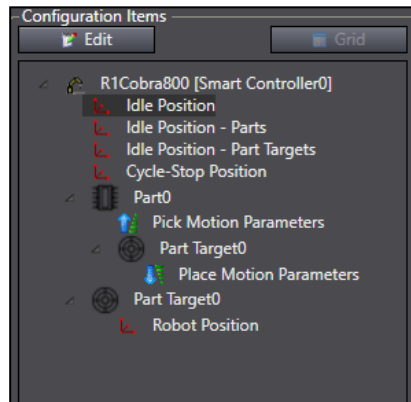 Configuration Items
Edit
Grid
R1Cobra800 [Smart Controller0]
Idle Position
Idle Position - Parts
Idle Position - Part Targets
Cycle-Stop Position
Part0
Pick Motion Parameters
Part Target0
Place Motion Parameters
Part Target0
Robot Position